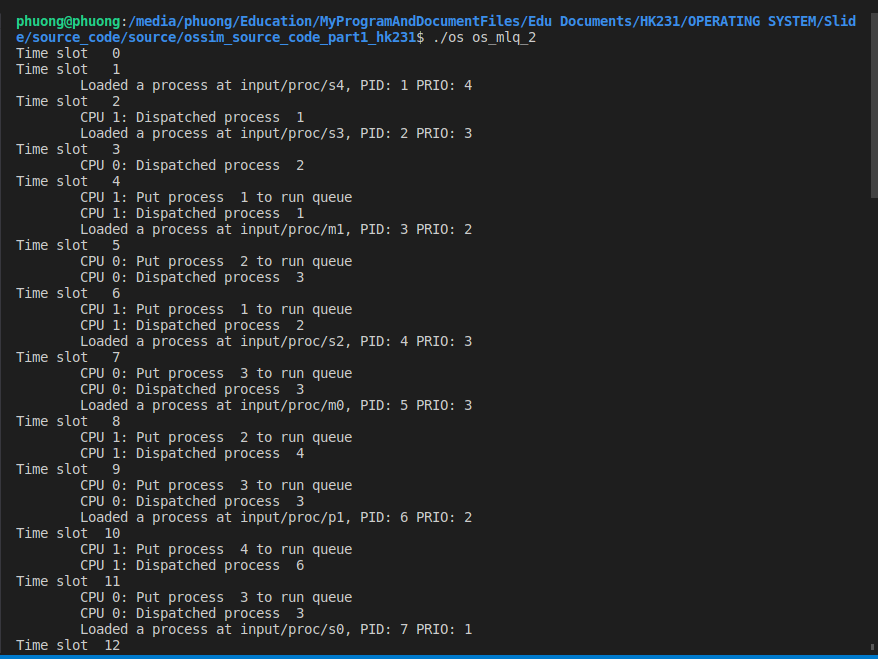 phuong@phuong:/media/phuong/Education/MyProgramAndDocumentFiles/Edu Documents/HK231/OPERATING SYSTEM/Slid
e/source_code/source/ossim_source_code_part1_hk231$ ./os os_mlq_2
Time slot   0
Time slot   1
        Loaded a process at input/proc/s4, PID: 1 PRIO: 4
Time slot   2
        CPU 1: Dispatched process  1
        Loaded a process at input/proc/s3, PID: 2 PRIO: 3
Time slot   3
        CPU 0: Dispatched process  2
Time slot   4
        CPU 1: Put process  1 to run queue
        CPU 1: Dispatched process  1
        Loaded a process at input/proc/m1, PID: 3 PRIO: 2
Time slot   5
        CPU 0: Put process  2 to run queue
        CPU 0: Dispatched process  3
Time slot   6
        CPU 1: Put process  1 to run queue
        CPU 1: Dispatched process  2
        Loaded a process at input/proc/s2, PID: 4 PRIO: 3
Time slot   7
        CPU 0: Put process  3 to run queue
        CPU 0: Dispatched process  3
        Loaded a process at input/proc/m0, PID: 5 PRIO: 3
Time slot   8
        CPU 1: Put process  2 to run queue
        CPU 1: Dispatched process  4
Time slot   9
        CPU 0: Put process  3 to run queue
        CPU 0: Dispatched process  3
        Loaded a process at input/proc/p1, PID: 6 PRIO: 2
Time slot  10
        CPU 1: Put process  4 to run queue
        CPU 1: Dispatched process  6
Time slot  11
        CPU 0: Put process  3 to run queue
        CPU 0: Dispatched process  3
        Loaded a process at input/proc/s0, PID: 7 PRIO: 1
Time slot  12